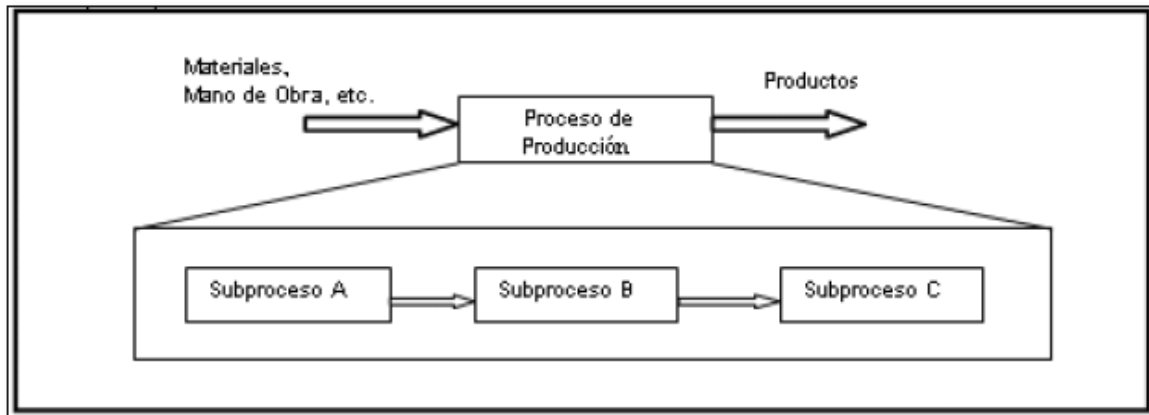 Materiales,
Mano de Obra, etc.
Productos
Proceso de
Producción
Subproceso A
Subproceso B
Subproceso C